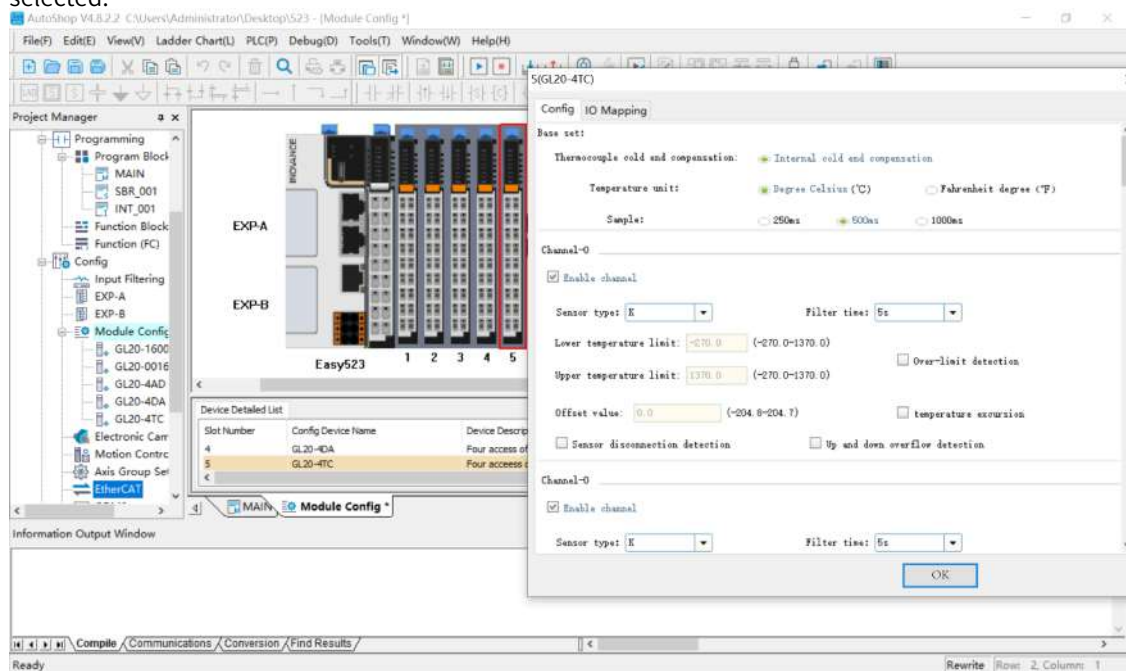 selected.
AutoShop V4.8.2.2 C:\Users\Administrator\Desktop\523 - [Module Config *]
File(F) Edit(E) View(V) Ladder Chart(L) PLC(P) Debug(D) Tools(T) Window(W) Help(H)
Project Manager
Programming
Program Block
MAIN
SBR_001
INT_001
Function Block
Function (FC)
Config
Input Filtering
EXP-A
EXP-B
Module Config
GL20-1600
GL20-0016
GL20-4AD
GL20-4DA
GL20-4TC
Electronic Cam
Motion Contrc
Axis Group Set
EtherCAT
INOVANCE
EXP-A
EXP-B
Easy523
1 2 3 4 5
Device Detailed List
Slot Number Config Device Name Device Descrip
4 GL20-4DA Four access of
5 GL20-4TC Four acceess o
MAIN Module Config *
5(GL20-4TC)
Config IO Mapping
Base set:
Thermocouple cold end compensation: Internal cold end compensation
Temperature unit: Degree Celsius (℃) Fahrenheit degree (℉)
Sample: 250ms 500ms 1000ms
Channel-0
Enable channel
Sensor type: K Filter time: 5s
Lower temperature limit: -270.0 (-270.0-1370.0)
Over-limit detection
Upper temperature limit: 1370.0 (-270.0-1370.0)
Offset value: 0.0 (-204.8-204.7) temperature excursion
Sensor disconnection detection Up and down overflow detection
Channel-0
Enable channel
Sensor type: K Filter time: 5s
OK
Information Output Window
Compile Communications Conversion Find Results
Ready Rewrite Row: 2, Column: 1